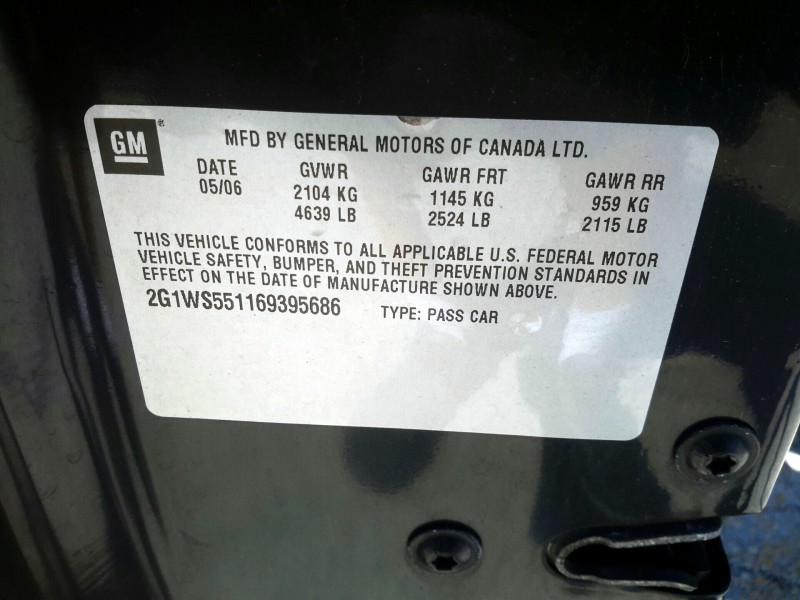 GM®
MFD BY GENERAL MOTORS OF CANADA LTD.
DATE GVWR GAWR FRT GAWR RR
05/06 2104 KG 1145 KG 959 KG
4639 LB 2524 LB 2115 LB
THIS VEHICLE CONFORMS TO ALL APPLICABLE U.S. FEDERAL MOTOR
VEHICLE SAFETY, BUMPER, AND THEFT PREVENTION STANDARDS IN
EFFECT ON THE DATE OF MANUFACTURE SHOWN ABOVE.
2G1WS551169395686 TYPE: PASS CAR